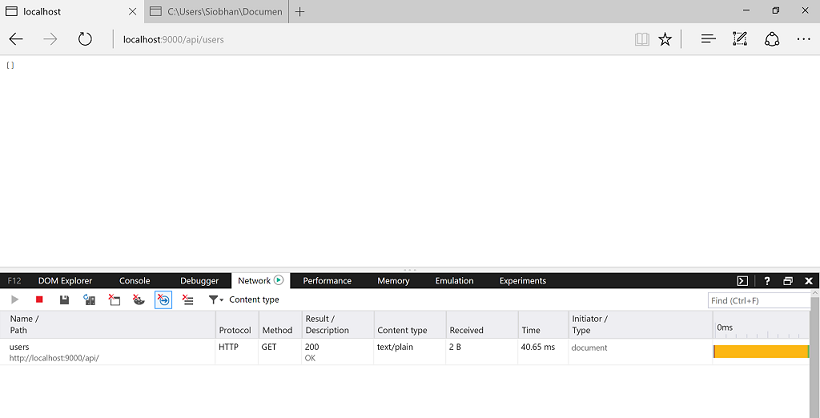 localhost C:\Users\Siobhan\Documen
localhost:9000/api/users
[]
F12 DOM Explorer Console Debugger Network Performance Memory Emulation Experiments ?
Content type Find (Ctrl+F)
Name / Result / Initiator /
Path Protocol Method Description Content type Received Time Type 0ms
users HTTP GET 200 text/plain 2 B 40.65 ms document
http://localhost:9000/api/ OK